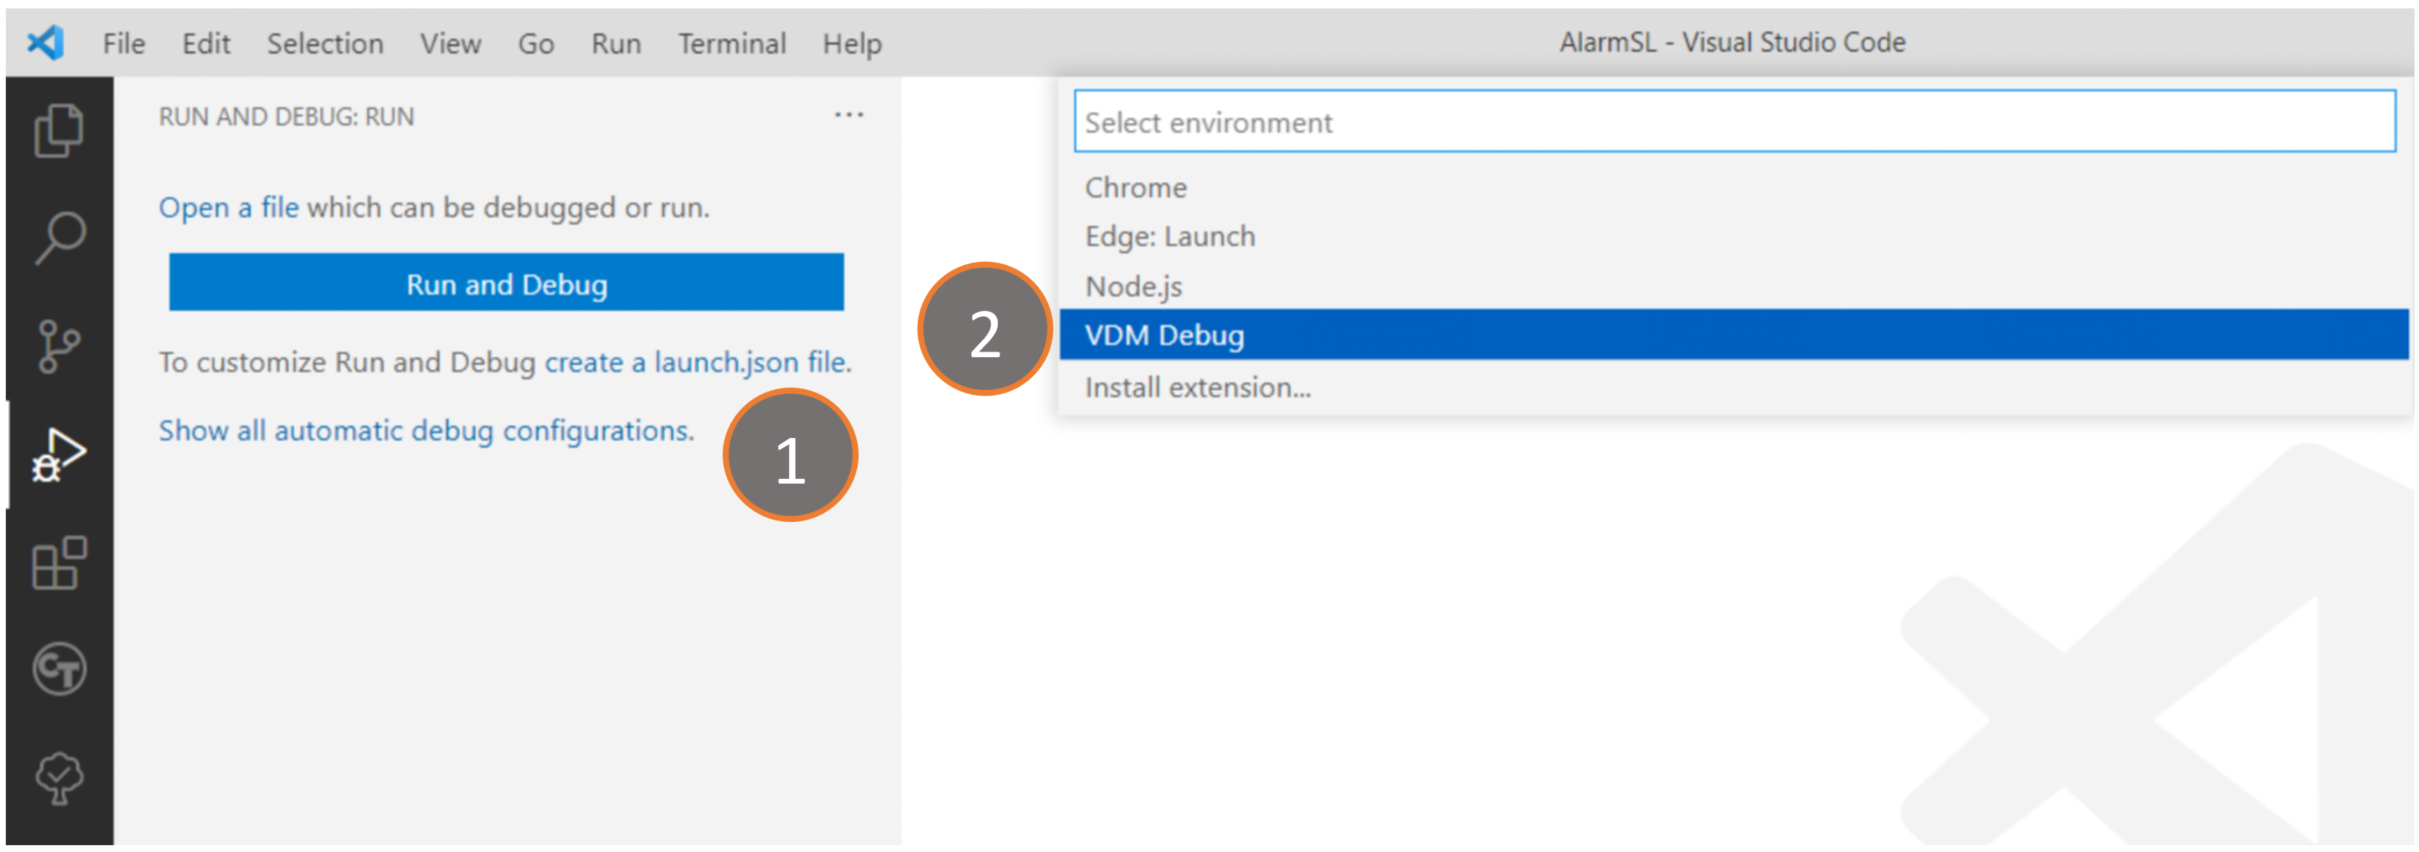 File Edit Selection View Go Run Terminal Help
AlarmSL - Visual Studio Code
RUN AND DEBUG: RUN ...
Open a file which can be debugged or run.
Run and Debug
To customize Run and Debug create a launch.json file.
Show all automatic debug configurations.
1
Select environment
Chrome
Edge: Launch
Node.js
2
VDM Debug
Install extension...
CT